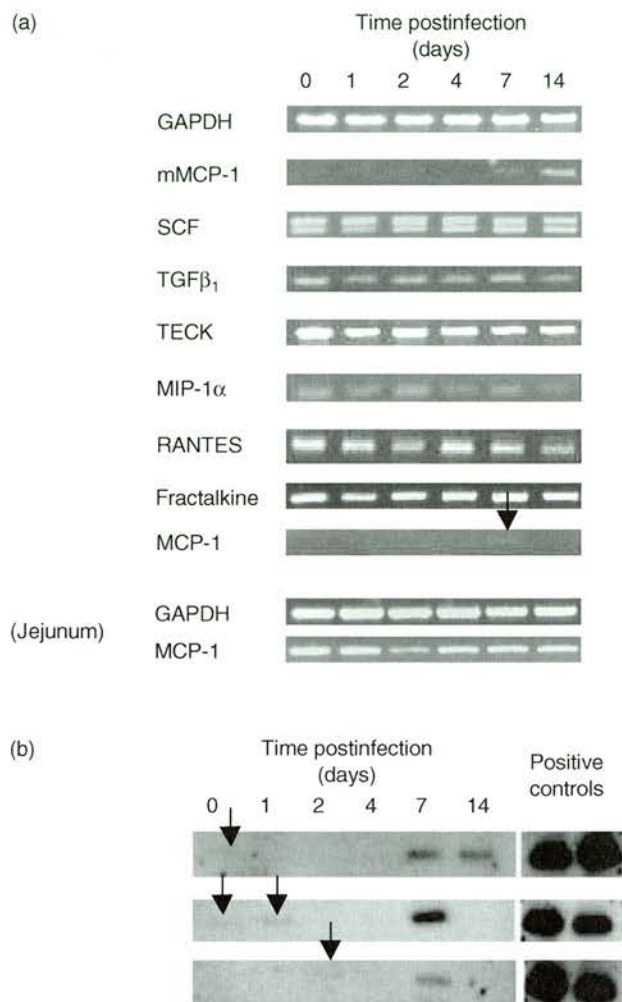 (a)
Time postinfection
(days)
0 1 2 4 7 14
GAPDH
mMCP-1
SCF
TGFβ₁
TECK
MIP-1α
RANTES
Fractalkine
MCP-1
(Jejunum)
GAPDH
MCP-1
(b)
Time postinfection
(days)
Positive
controls
0 1 2 4 7 14